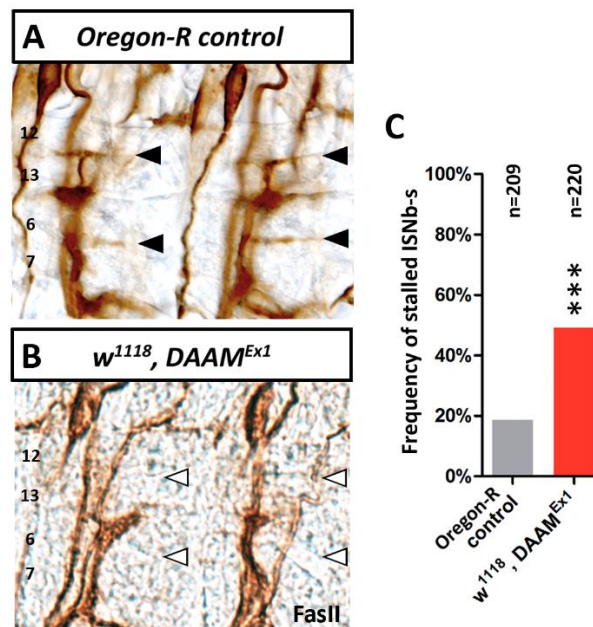 A
Oregon-R control
12
13
6
7
B
w¹¹¹⁸, DAAMᴱˣ¹
12
13
6
7
FasII
C
Frequency of stalled ISNb-s
100%
80%
60%
40%
20%
0%
n=209
n=220
***
Oregon-R
control
w¹¹¹⁸, DAAMᴱˣ¹